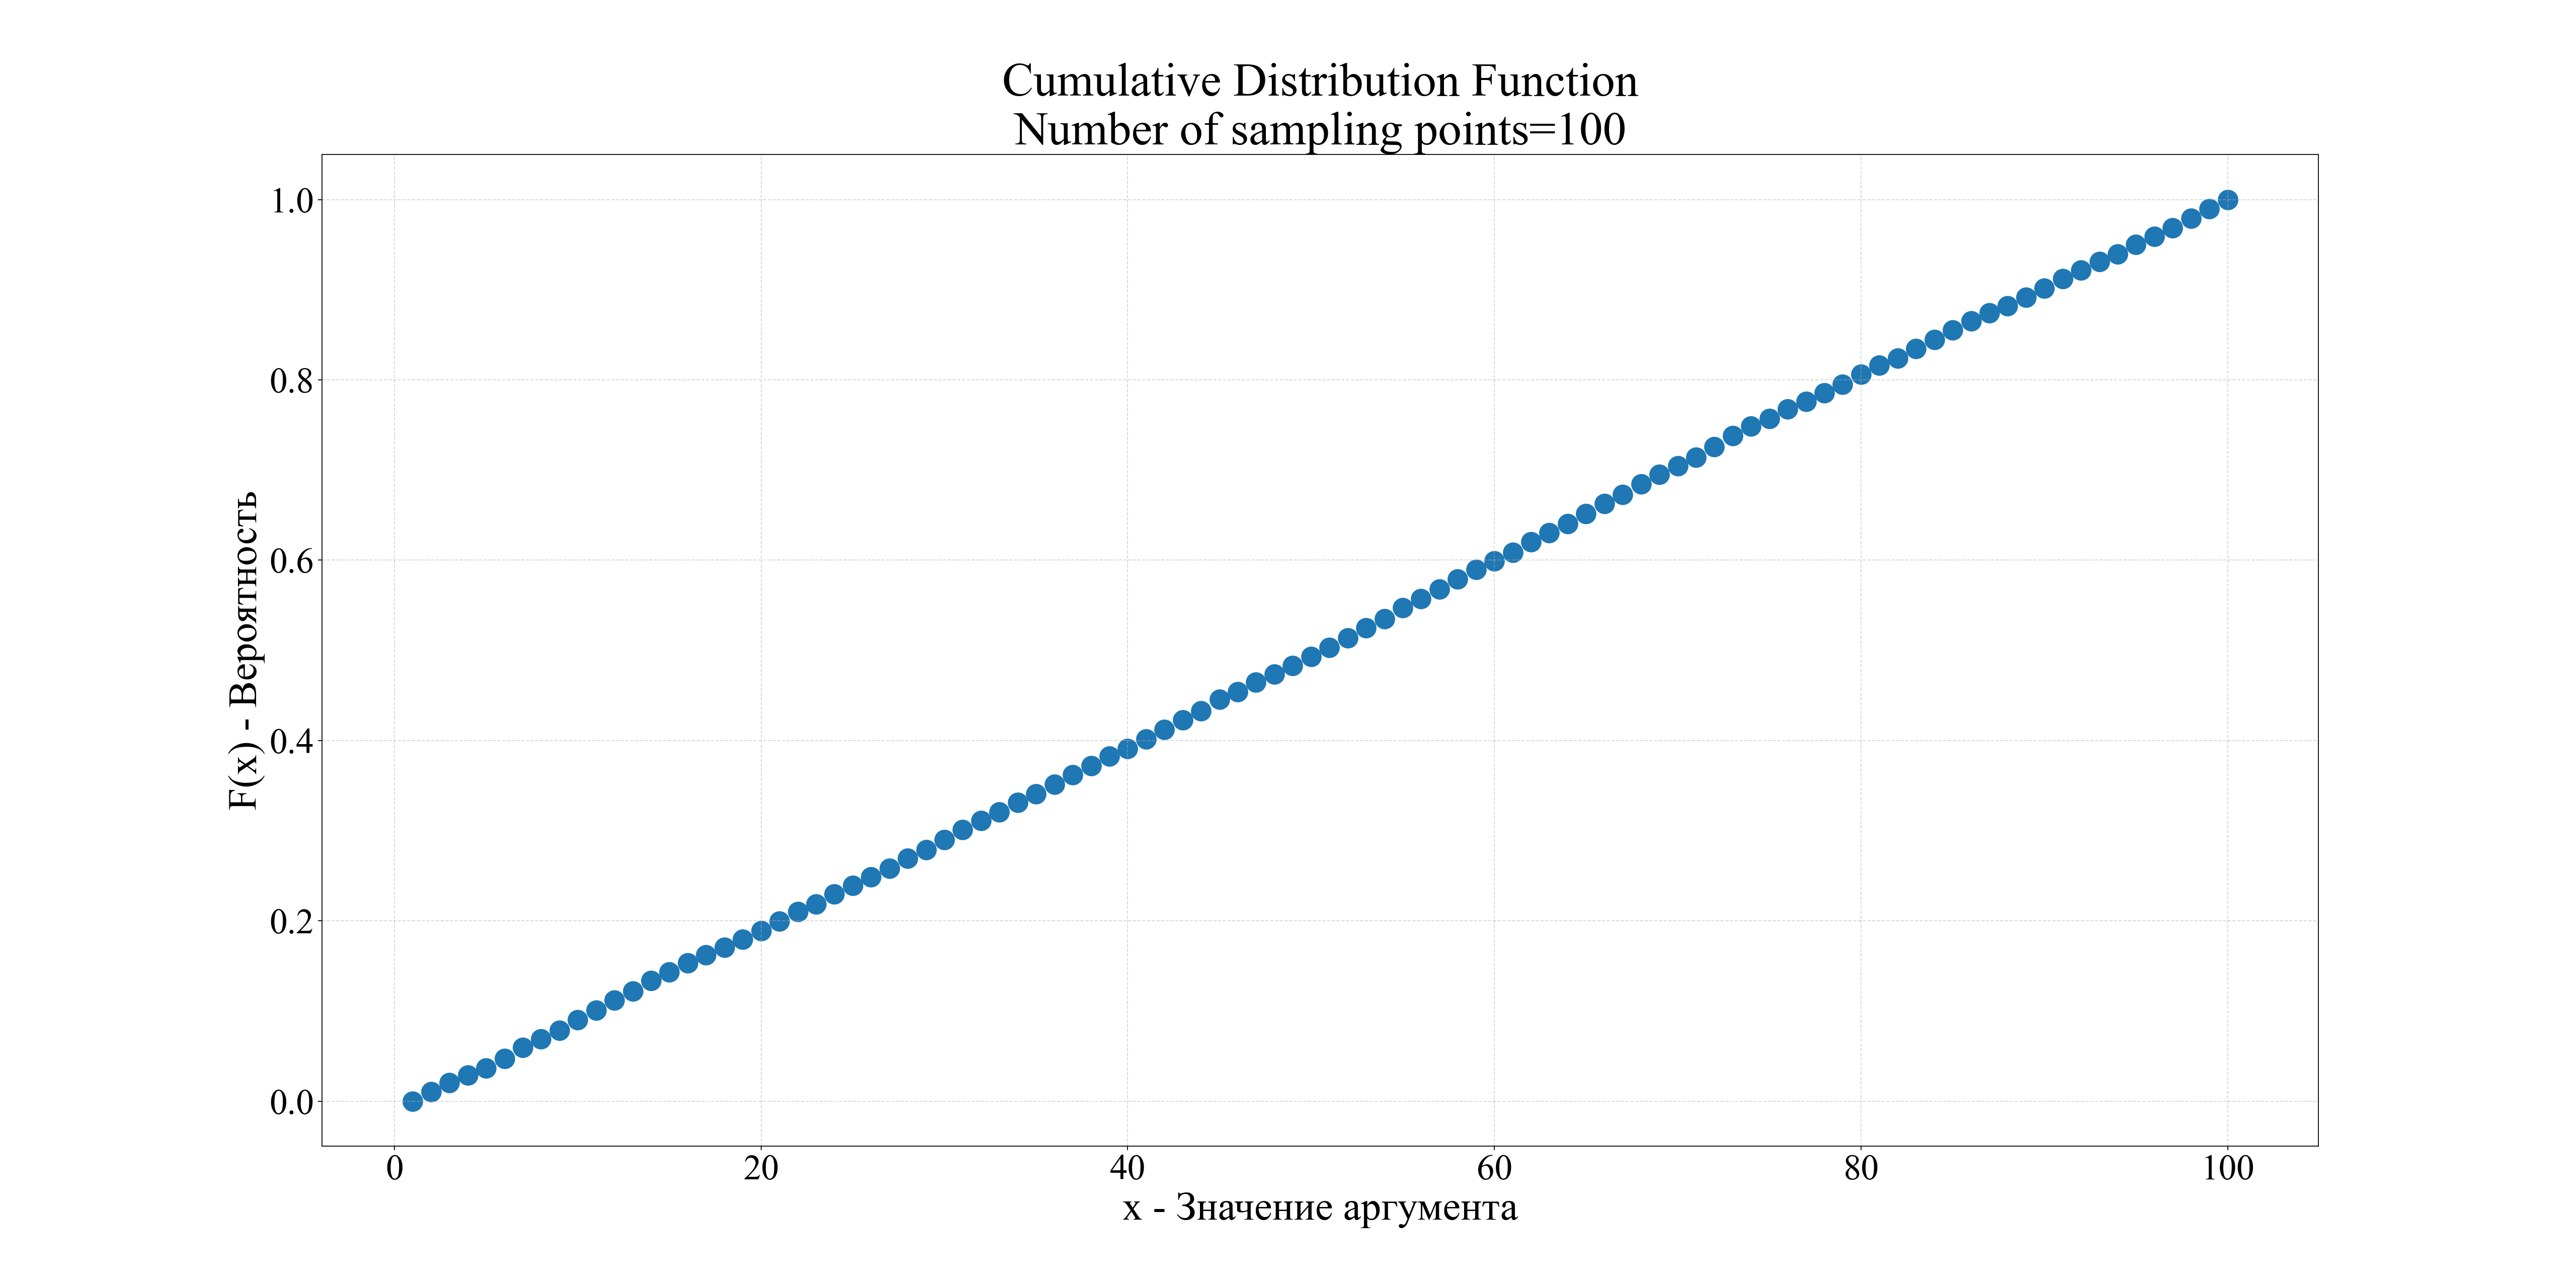 Cumulative Distribution Function
Number of sampling points=100
1.0
0.8
0.6
0.4
0.2
0.0
F(x) - Вероятность
0 20 40 60 80 100
x - Значение аргумента